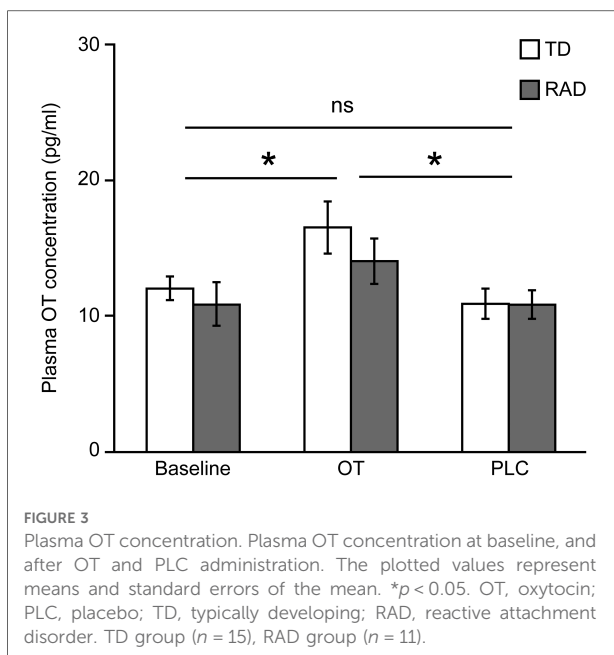 30
TD
RAD
ns
*
*
20
10
0
Plasma OT concentration (pg/ml)
Baseline
OT
PLC
FIGURE 3
Plasma OT concentration. Plasma OT concentration at baseline, and
after OT and PLC administration. The plotted values represent
means and standard errors of the mean. *p < 0.05. OT, oxytocin;
PLC, placebo; TD, typically developing; RAD, reactive attachment
disorder. TD group (n = 15), RAD group (n = 11).